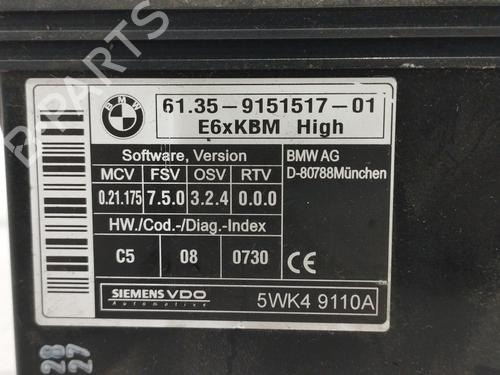 BMW
61.35-9151517-01
E6xKBM High
Software, Version
BMW AG
D-80788München
MCV FSV OSV RTV
0.21.175 7.5.0 3.2.4 0.0.0
HW./Cod.-/Diag.-Index
C5 08 0730
SIEMENS VDO
Automotive
5WK4 9110A
28
27